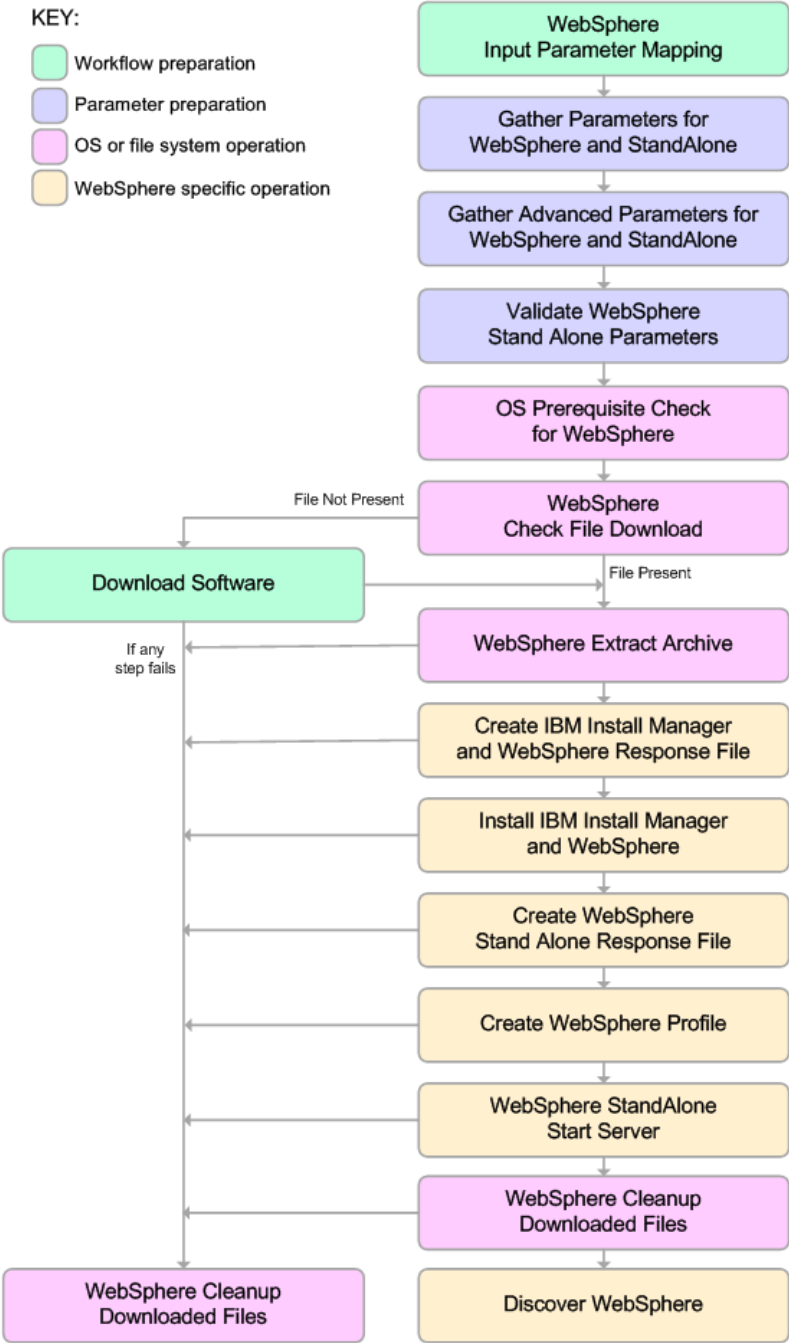 KEY:
Workflow preparation
Parameter preparation
OS or file system operation
WebSphere specific operation
WebSphere
Input Parameter Mapping
Gather Parameters for
WebSphere and StandAlone
Gather Advanced Parameters for
WebSphere and StandAlone
Validate WebSphere
Stand Alone Parameters
OS Prerequisite Check
for WebSphere
WebSphere
Check File Download
File Not Present
Download Software
File Present
If any
step fails
WebSphere Extract Archive
Create IBM Install Manager
and WebSphere Response File
Install IBM Install Manager
and WebSphere
Create WebSphere
Stand Alone Response File
Create WebSphere Profile
WebSphere StandAlone
Start Server
WebSphere Cleanup
Downloaded Files
WebSphere Cleanup
Downloaded Files
Discover WebSphere